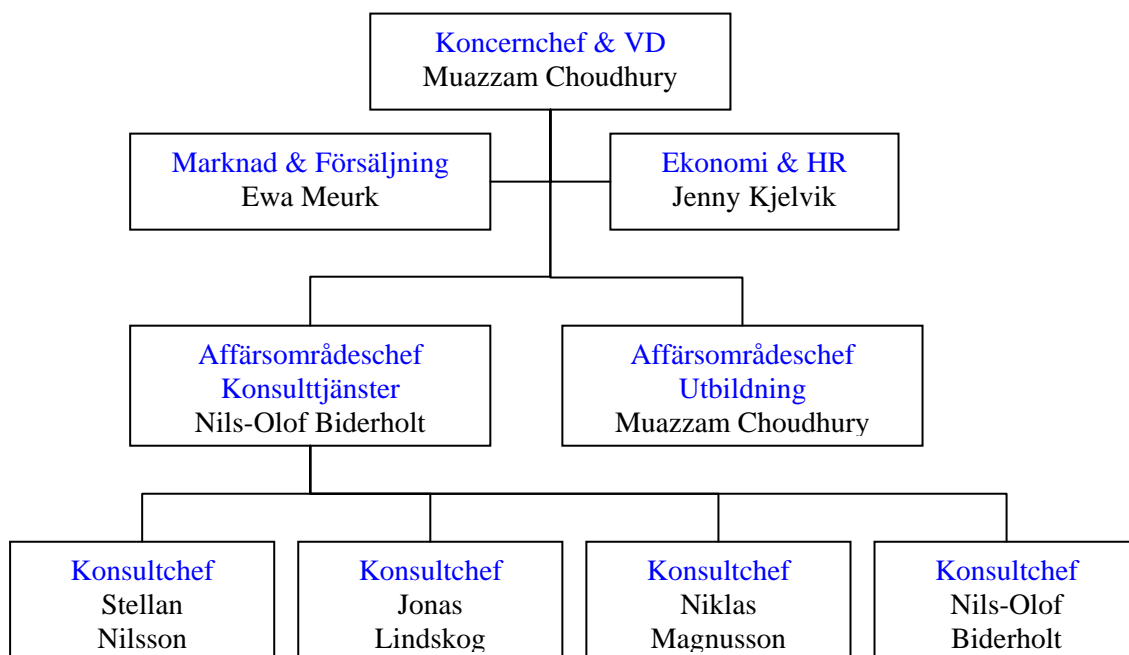 Koncernchef & VD
Muazzam Choudhury
Marknad & Försäljning
Ewa Meurk
Ekonomi & HR
Jenny Kjelvik
Affärsområdeschef
Konsulttjänster
Nils-Olof Biderholt
Affärsområdeschef
Utbildning
Muazzam Choudhury
Konsultchef
Stellan
Nilsson
Konsultchef
Jonas
Lindskog
Konsultchef
Niklas
Magnusson
Konsultchef
Nils-Olof
Biderholt